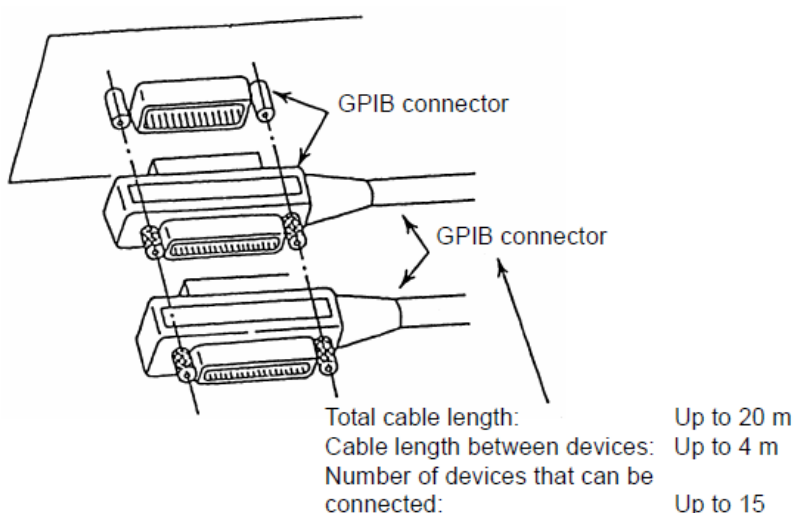 GPIB connector
GPIB connector
Total cable length: Up to 20 m
Cable length between devices: Up to 4 m
Number of devices that can be
connected: Up to 15